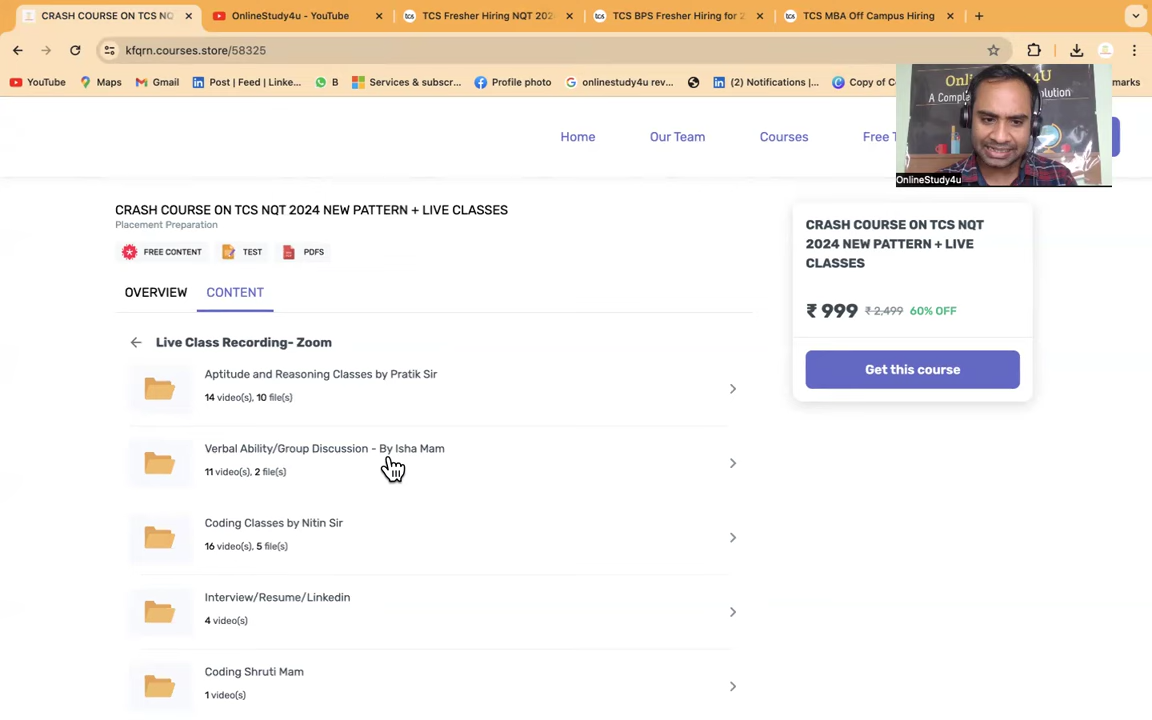 CRASH COURSE ON TCS NQ
OnlineStudy4u - YouTube
TCS Fresher Hiring NQT 202
TCS BPS Fresher Hiring for 2
TCS MBA Off Campus Hiring
kfqrn.courses.store/58325
YouTube
Maps
Gmail
Post | Feed | Linke...
B
Services & subscr...
Profile photo
onlinestudy4u rev...
(2) Notifications |...
Copy of C
marks
OnlineStudy4u
Home
Our Team
Courses
Free T
CRASH COURSE ON TCS NQT 2024 NEW PATTERN + LIVE CLASSES
Placement Preparation
FREE CONTENT
TEST
PDFS
OVERVIEW
CONTENT
Live Class Recording- Zoom
Aptitude and Reasoning Classes by Pratik Sir
14 video(s), 10 file(s)
Verbal Ability/Group Discussion - By Isha Mam
11 video(s), 2 file(s)
Coding Classes by Nitin Sir
16 video(s), 5 file(s)
Interview/Resume/Linkedin
4 video(s)
Coding Shruti Mam
1 video(s)
CRASH COURSE ON TCS NQT
2024 NEW PATTERN + LIVE
CLASSES
₹ 999 ₹ 2,499 60% OFF
Get this course